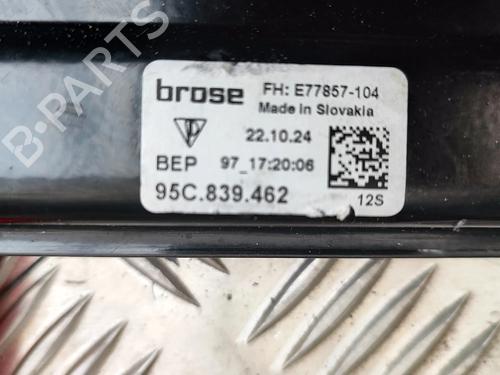 B-PARTS
brose
FH: E77857-104
Made in Slovakia
22.10.24
BEP 97_17:20:06
95C.839.462
12S